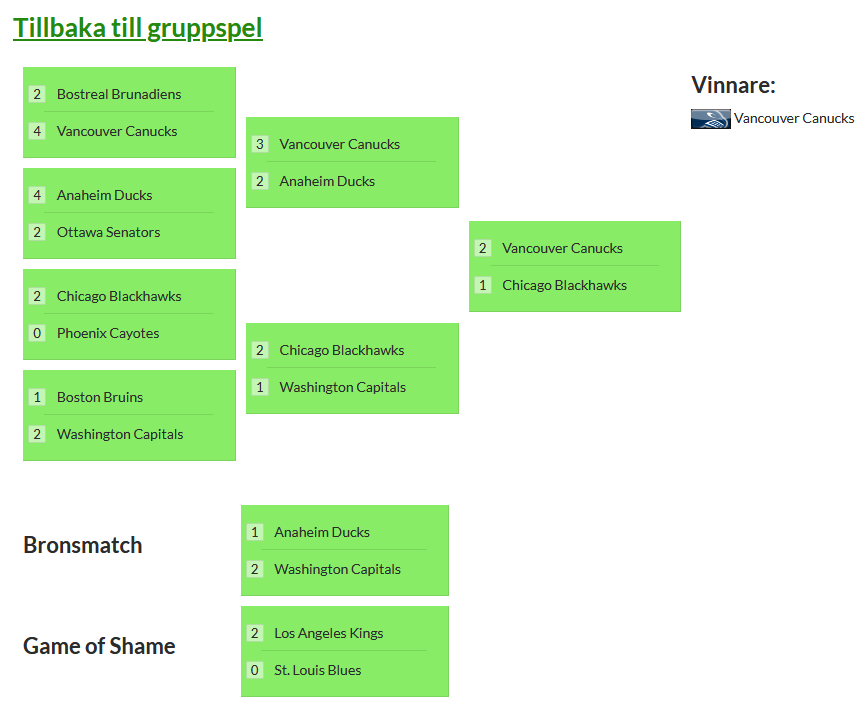 Tillbaka till gruppspel
2 Bostreal Brunadiens
4 Vancouver Canucks
4 Anaheim Ducks
2 Ottawa Senators
2 Chicago Blackhawks
0 Phoenix Cayotes
1 Boston Bruins
2 Washington Capitals
3 Vancouver Canucks
2 Anaheim Ducks
2 Chicago Blackhawks
1 Washington Capitals
2 Vancouver Canucks
1 Chicago Blackhawks
Vinnare:
Vancouver Canucks
Bronsmatch
1 Anaheim Ducks
2 Washington Capitals
Game of Shame
2 Los Angeles Kings
0 St. Louis Blues